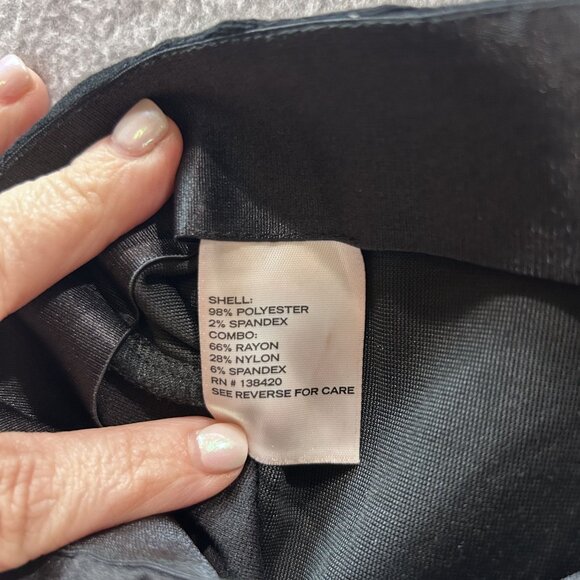 SHELL:
98% POLYESTER
2% SPANDEX
COMBO:
66% RAYON
28% NYLON
6% SPANDEX
RN # 138420
SEE REVERSE FOR CARE